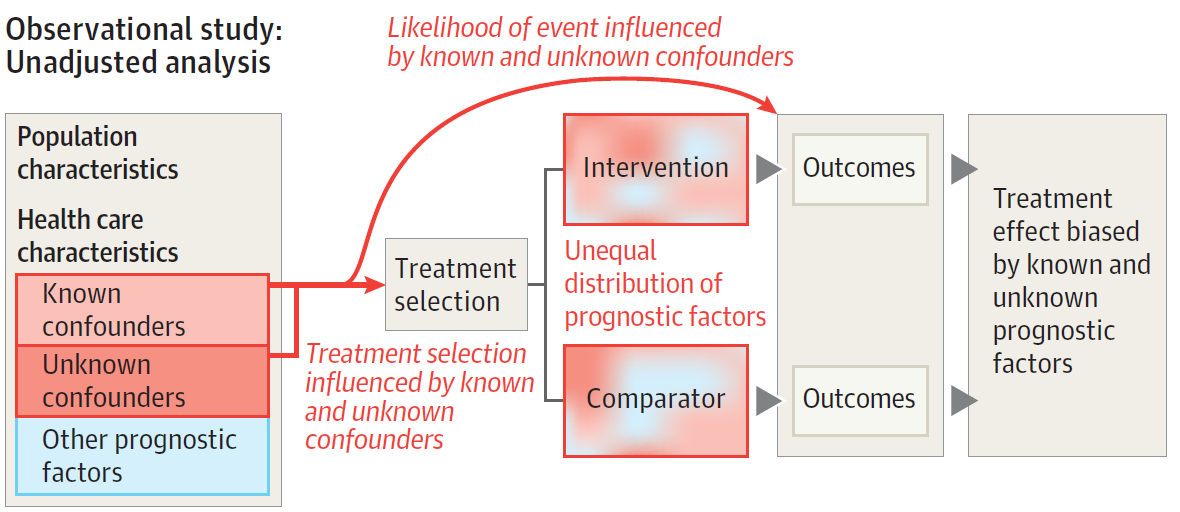 Observational study:
Unadjusted analysis
Likelihood of event influenced
by known and unknown confounders
Population
characteristics
Health care
characteristics
Known
confounders
Unknown
confounders
Other prognostic
factors
Treatment
selection
Treatment selection
influenced by known
and unknown
confounders
Intervention
Unequal
distribution of
prognostic factors
Comparator
Outcomes
Outcomes
Treatment
effect biased
by known and
unknown
prognostic
factors